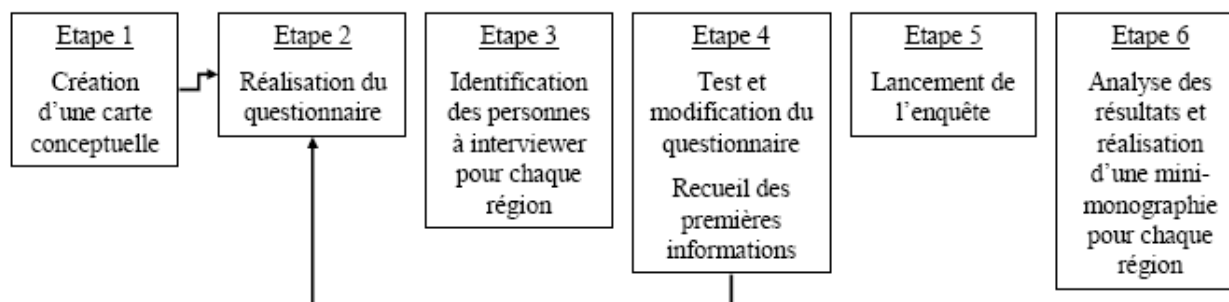 Etape 1
Création
d'une carte
conceptuelle
Etape 2
Réalisation du
questionnaire
Etape 3
Identification
des personnes
à interviewer
pour chaque
région
Etape 4
Test et
modification du
questionnaire
Recueil des
premières
informations
Etape 5
Lancement de
l'enquête
Etape 6
Analyse des
résultats et
réalisation
d'une mini-
monographie
pour chaque
région